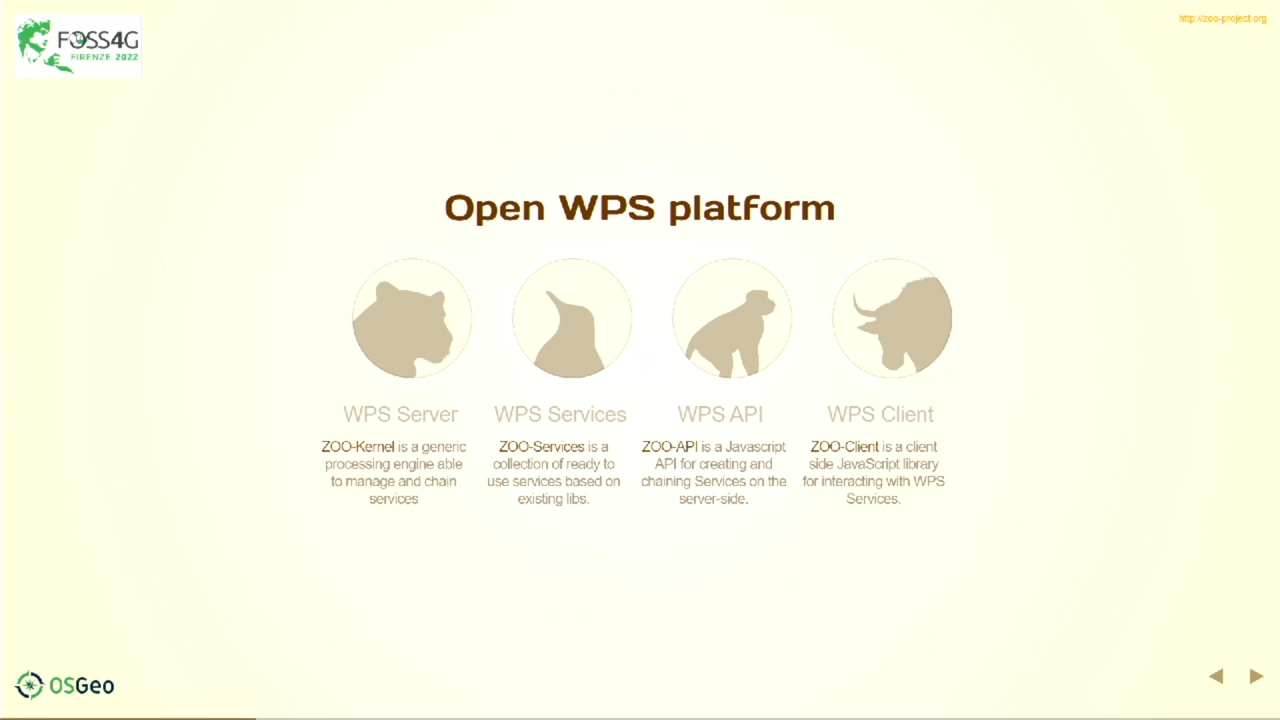 FOSS4G
FIRENZE 2022
http://zoo-project.org
Open WPS platform
WPS Server
ZOO-Kernel is a generic
processing engine able
to manage and chain
services
WPS Services
ZOO-Services is a
collection of ready to
use services based on
existing libs.
WPS API
ZOO-API is a Javascript
API for creating and
chaining Services on the
server-side.
WPS Client
ZOO-Client is a client
side JavaScript library
for interacting with WPS
Services.
OSGeo